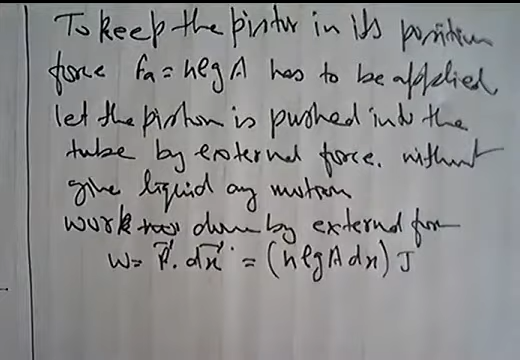 To keep the piston in its position
force Fa = hρgA has to be applied.
let the piston is pushed into the
tube by external force. without
give liquid any motion
work done by external for
W = F⃗ . dx⃗ = (hρgA dx) J